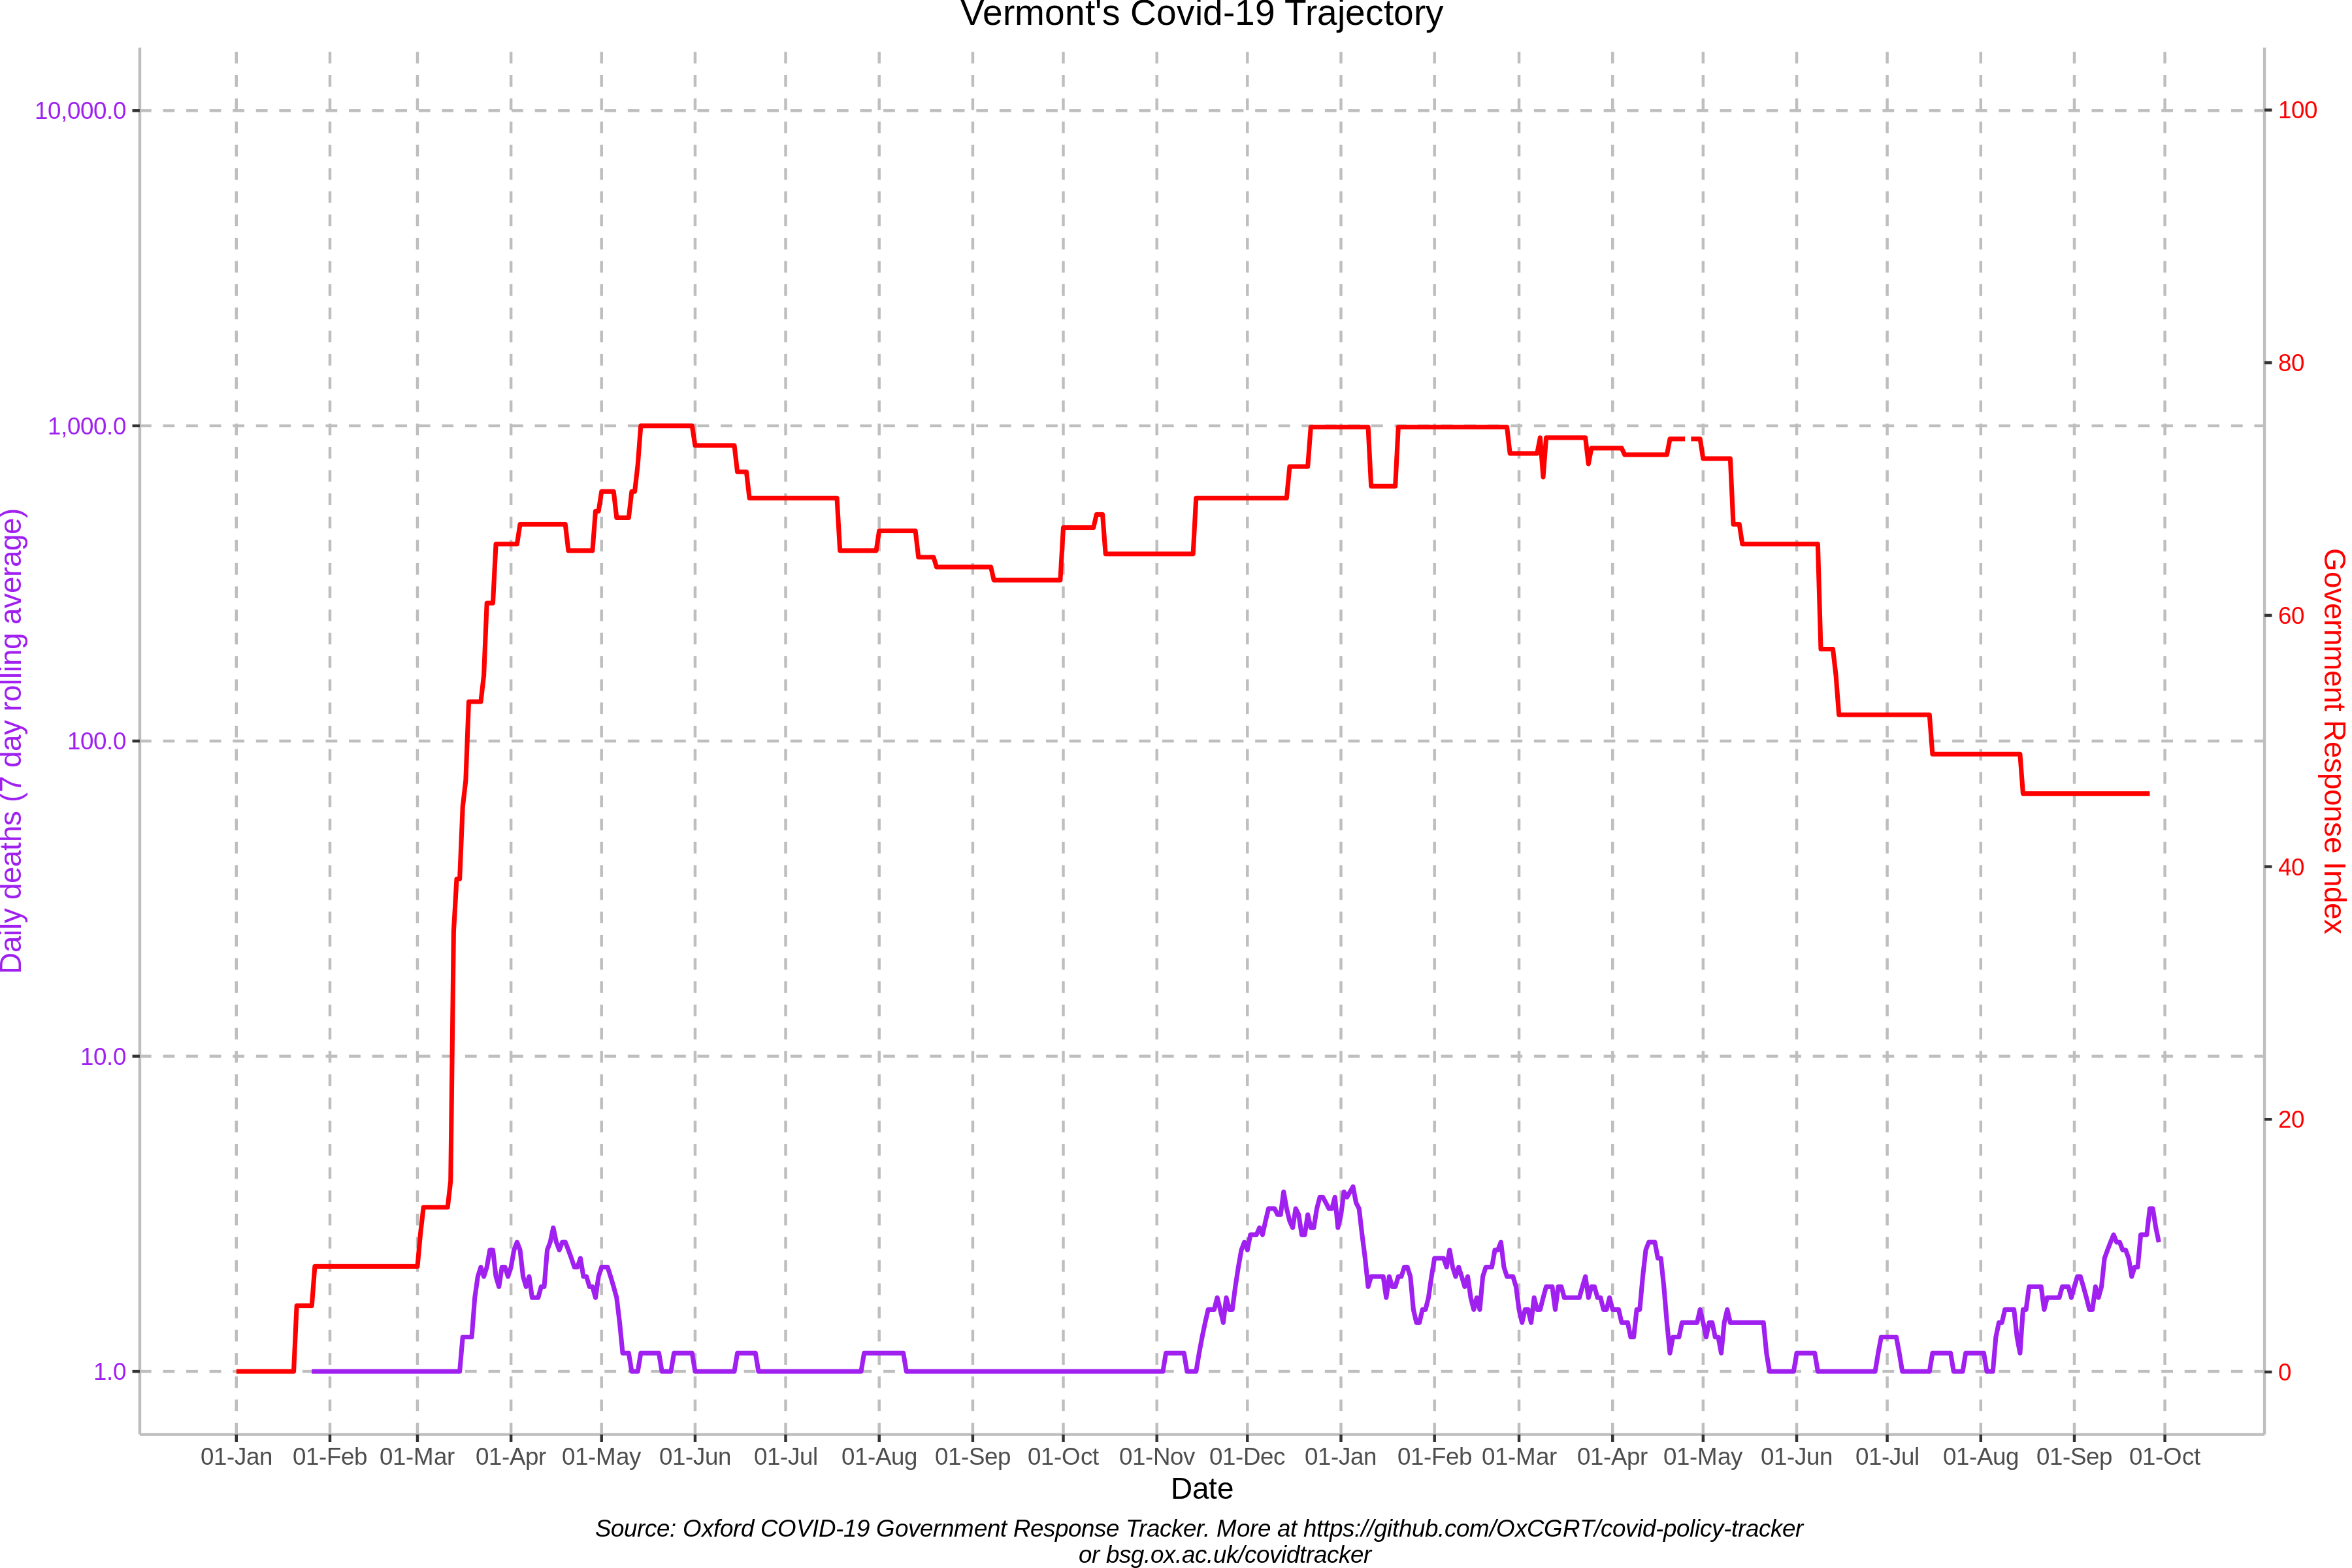 Vermont's Covid-19 Trajectory
10,000.0
1,000.0
100.0
10.0
1.0
Daily deaths (7 day rolling average)
100
80
60
40
20
0
Government Response Index
01-Jan 01-Feb 01-Mar 01-Apr 01-May 01-Jun 01-Jul 01-Aug 01-Sep 01-Oct 01-Nov 01-Dec 01-Jan 01-Feb 01-Mar 01-Apr 01-May 01-Jun 01-Jul 01-Aug 01-Sep 01-Oct
Date
Source: Oxford COVID-19 Government Response Tracker. More at https://github.com/OxCGRT/covid-policy-tracker
or bsg.ox.ac.uk/covidtracker